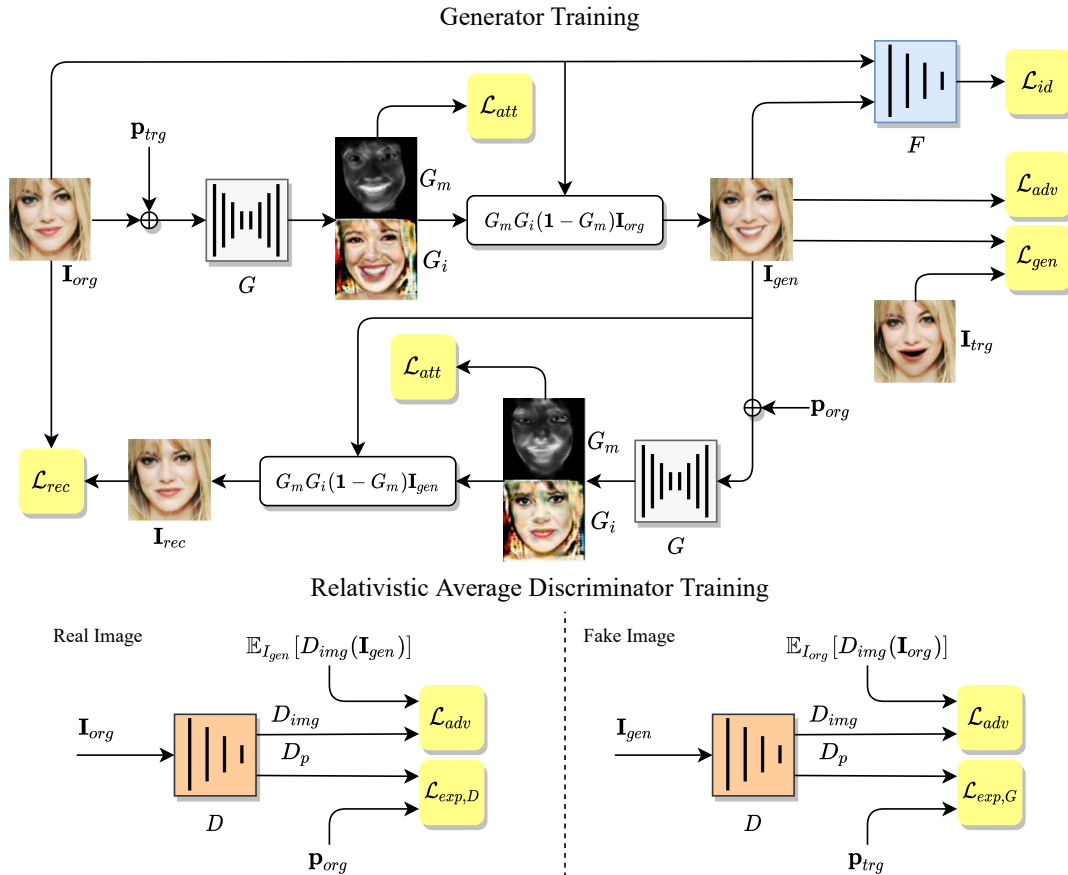 Generator Training
𝓛_id
F
p_trg
𝓛_att
G_m
𝓛_adv
G_m G_i(1 − G_m)I_org
G_i
I_org
G
I_gen
𝓛_gen
I_trg
𝓛_att
p_org
G_m
𝓛_rec
G_m G_i(1 − G_m)I_gen
G_i
I_rec
G
Relativistic Average Discriminator Training
Real Image
𝔼_{I_gen}[D_img(I_gen)]
I_org
D_img
𝓛_adv
D_p
𝓛_exp,D
D
p_org
Fake Image
𝔼_{I_org}[D_img(I_org)]
I_gen
D_img
𝓛_adv
D_p
𝓛_exp,G
D
p_trg